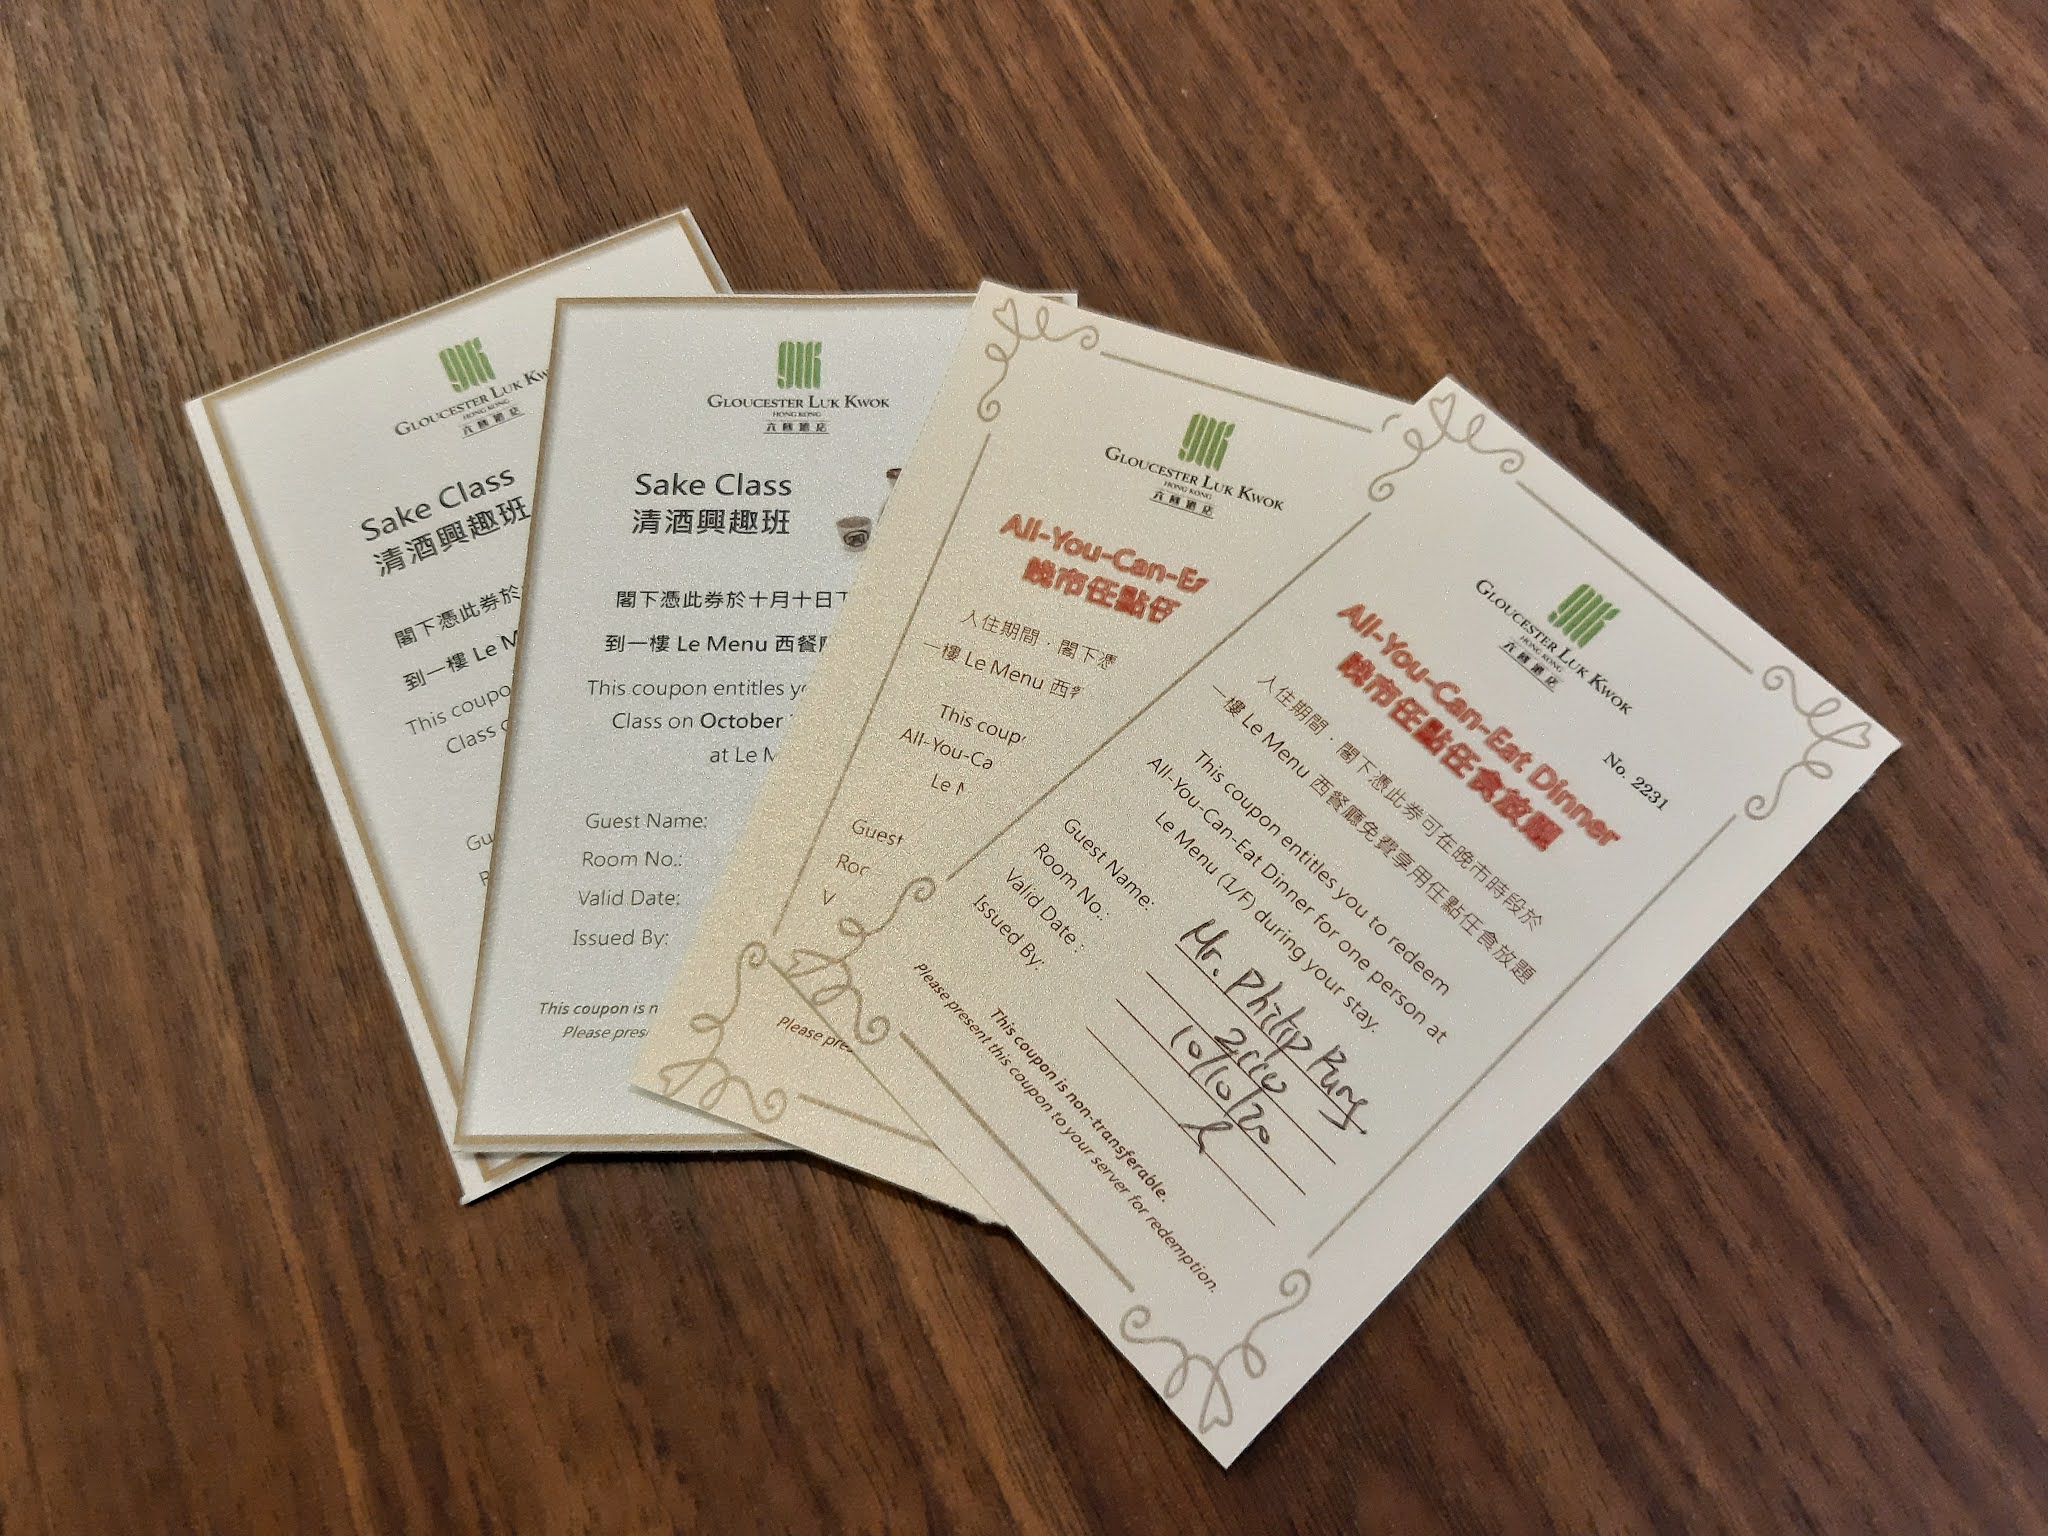 GLOUCESTER LUK KWOK
HONG KONG
六國酒店
Sake Class
清酒興趣班
閣下憑此券於
到一樓 Le M
This coupo
Class
Gu
GLOUCESTER LUK KWOK
HONG KONG
六國酒店
Sake Class
清酒興趣班
閣下憑此券於十月十日下
到一樓 Le Menu 西餐廳
This coupon entitles yo
Class on October
at Le M
Guest Name:
Room No.:
Valid Date:
Issued By:
This coupon is n
Please pres
GLOUCESTER LUK KWOK
HONG KONG
六國酒店
All-You-Can-Ea
晚市任點任
入住期間，閣下憑
一樓 Le Menu 西餐
This coup
All-You-Ca
Le M
Guest
Roo
V
Please pre
GLOUCESTER LUK KWOK
HONG KONG
六國酒店
No. 2231
All-You-Can-Eat Dinner
晚市任點任食放題
入住期間，閣下憑此券可在晚市時段於
一樓 Le Menu 西餐廳免費享用任點任食放題
This coupon entitles you to redeem
All-You-Can-Eat Dinner for one person at
Le Menu (1/F) during your stay.
Guest Name: Mr. Philip Pung
Room No.:
Valid Date : 10/10/20
Issued By:
This coupon is non-transferable.
Please present this coupon to your server for redemption.